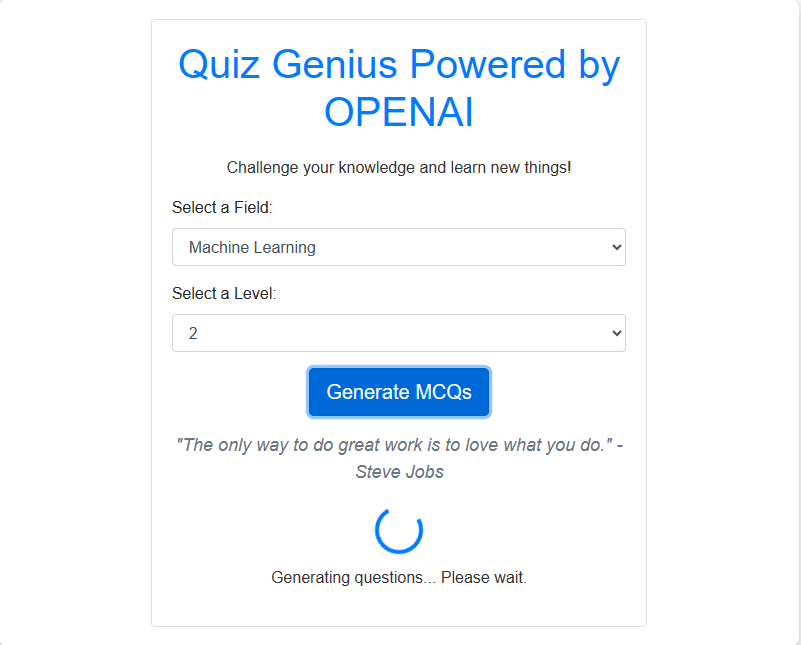 Quiz Genius Powered by
OPENAI
Challenge your knowledge and learn new things!
Select a Field:
Machine Learning
Select a Level:
2
Generate MCQs
"The only way to do great work is to love what you do." -
Steve Jobs
Generating questions... Please wait.